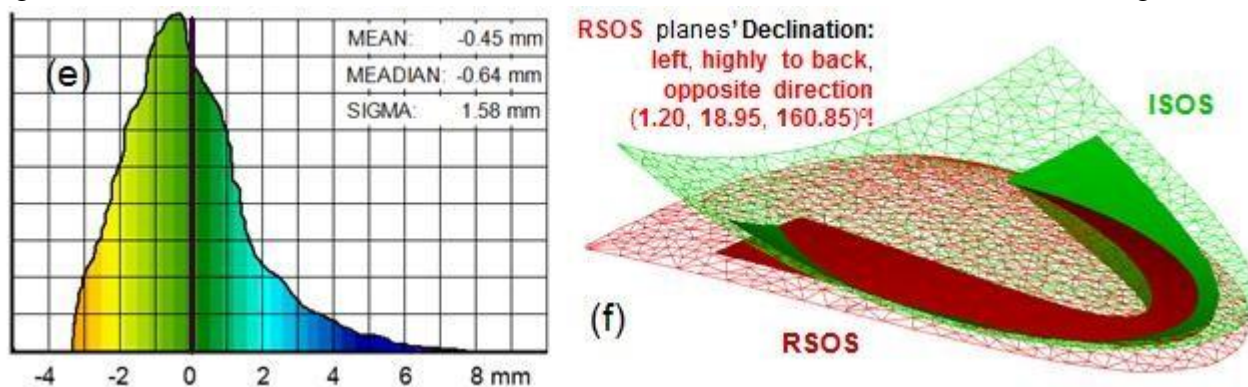 (e)
MEAN: -0.45 mm
MEADIAN: -0.64 mm
SIGMA: 1.58 mm
-4 -2 0 2 4 6 8 mm
RSOS planes' Declination:
left, highly to back,
opposite direction
(1.20, 18.95, 160.85)º!
ISOS
(f)
RSOS